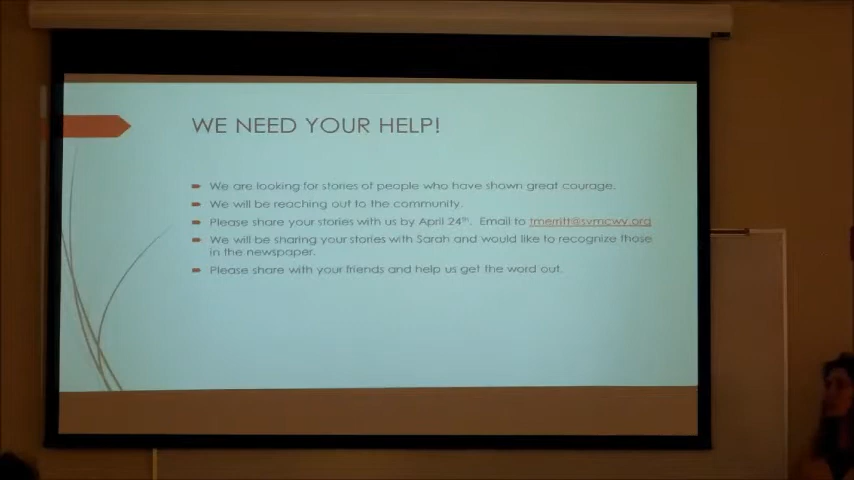 WE NEED YOUR HELP!
We are looking for stories of people who have shown great courage.
We will be reaching out to the community.
Please share your stories with us by April 24th. Email to tmerritt@svmcwv.org
We will be sharing your stories with Sarah and would like to recognize those
in the newspaper.
Please share with your friends and help us get the word out.